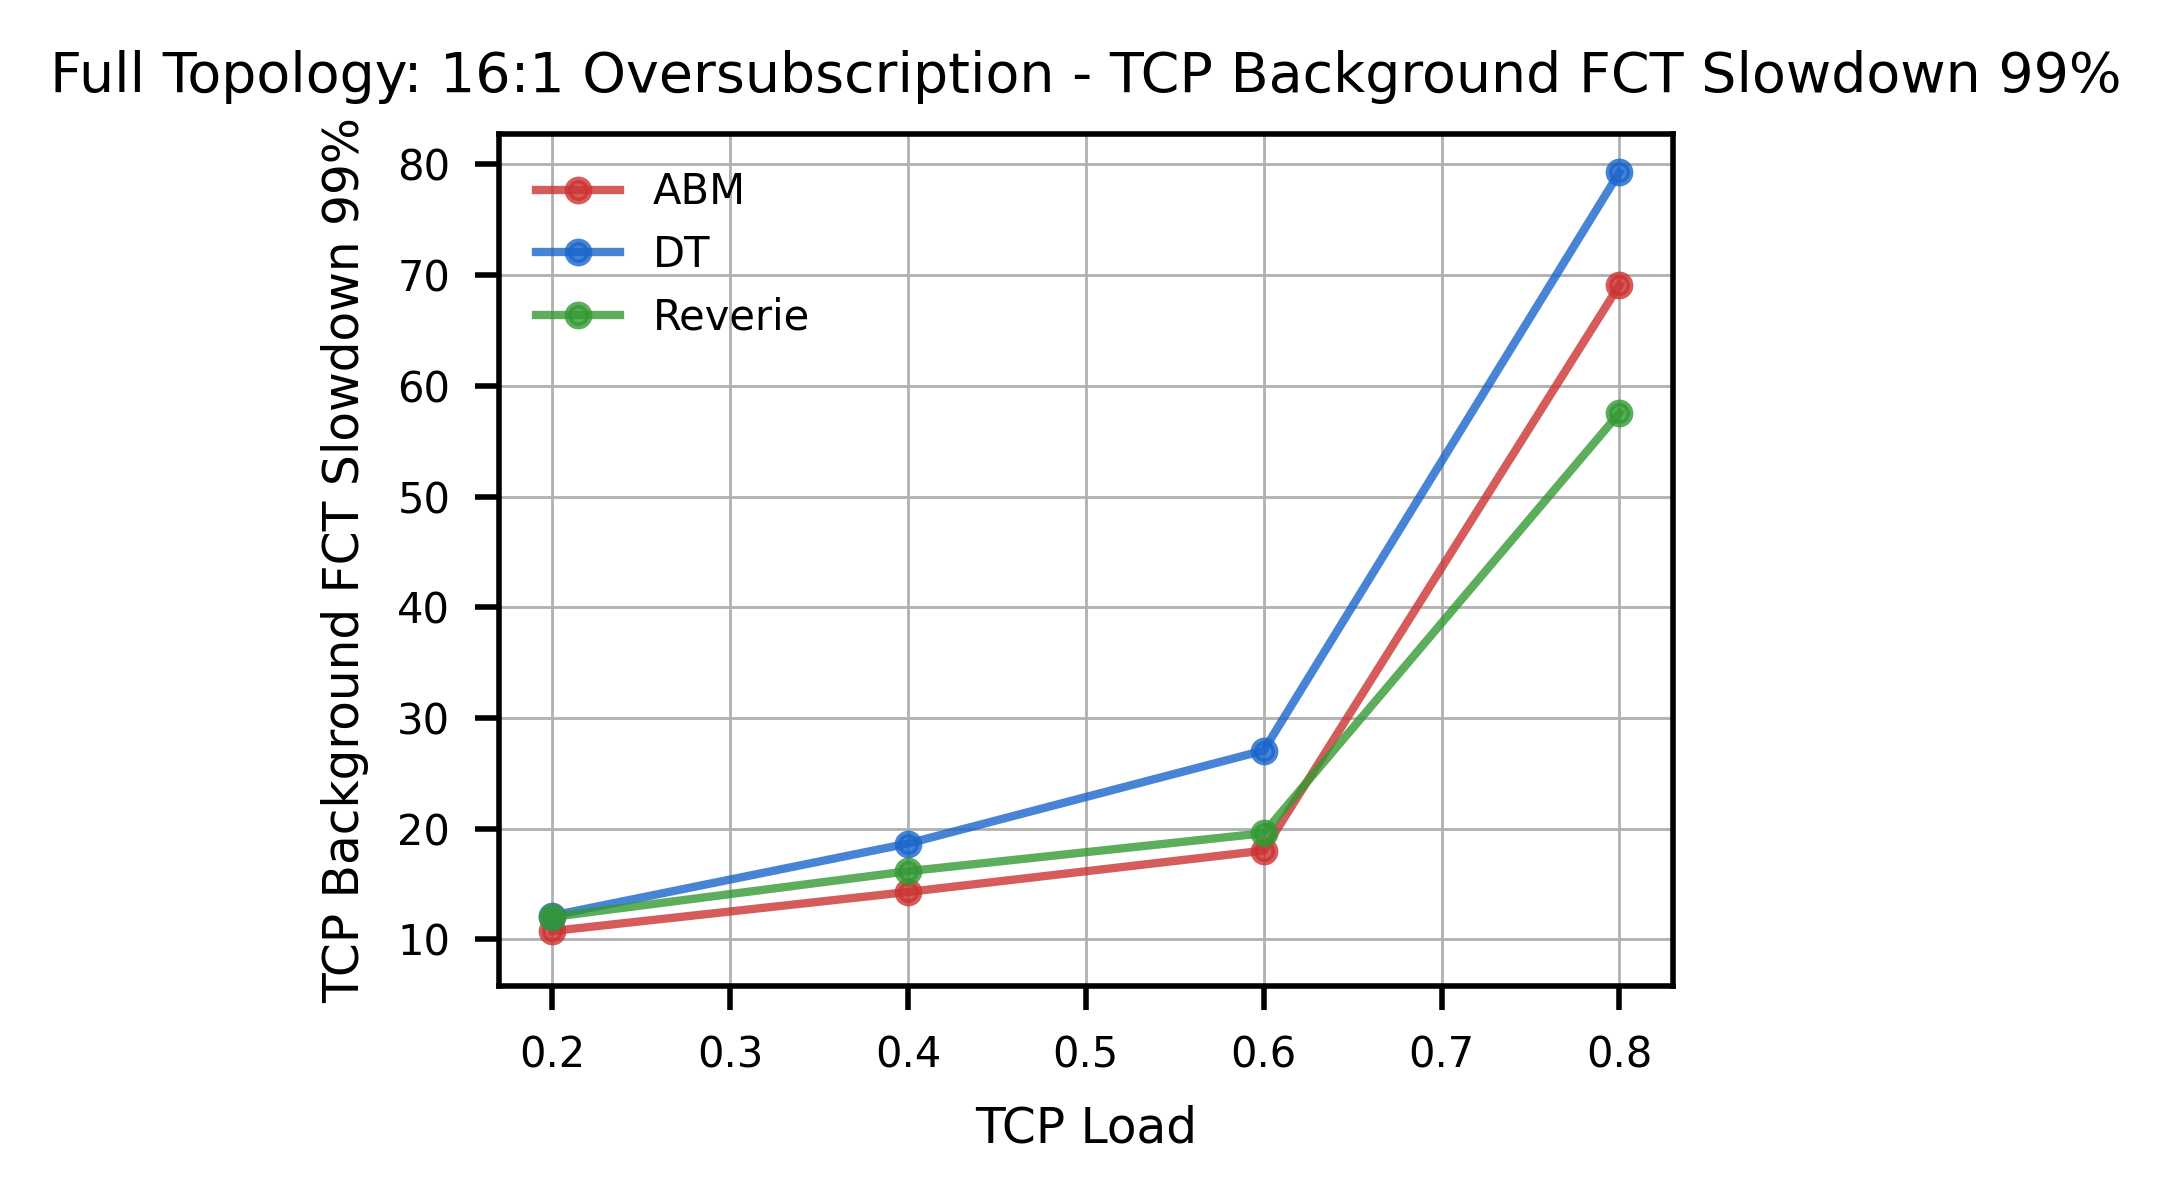 Full Topology: 16:1 Oversubscription - TCP Background FCT Slowdown 99%
TCP Background FCT Slowdown 99%
80
70
60
50
40
30
20
10
ABM
DT
Reverie
0.2 0.3 0.4 0.5 0.6 0.7 0.8
TCP Load